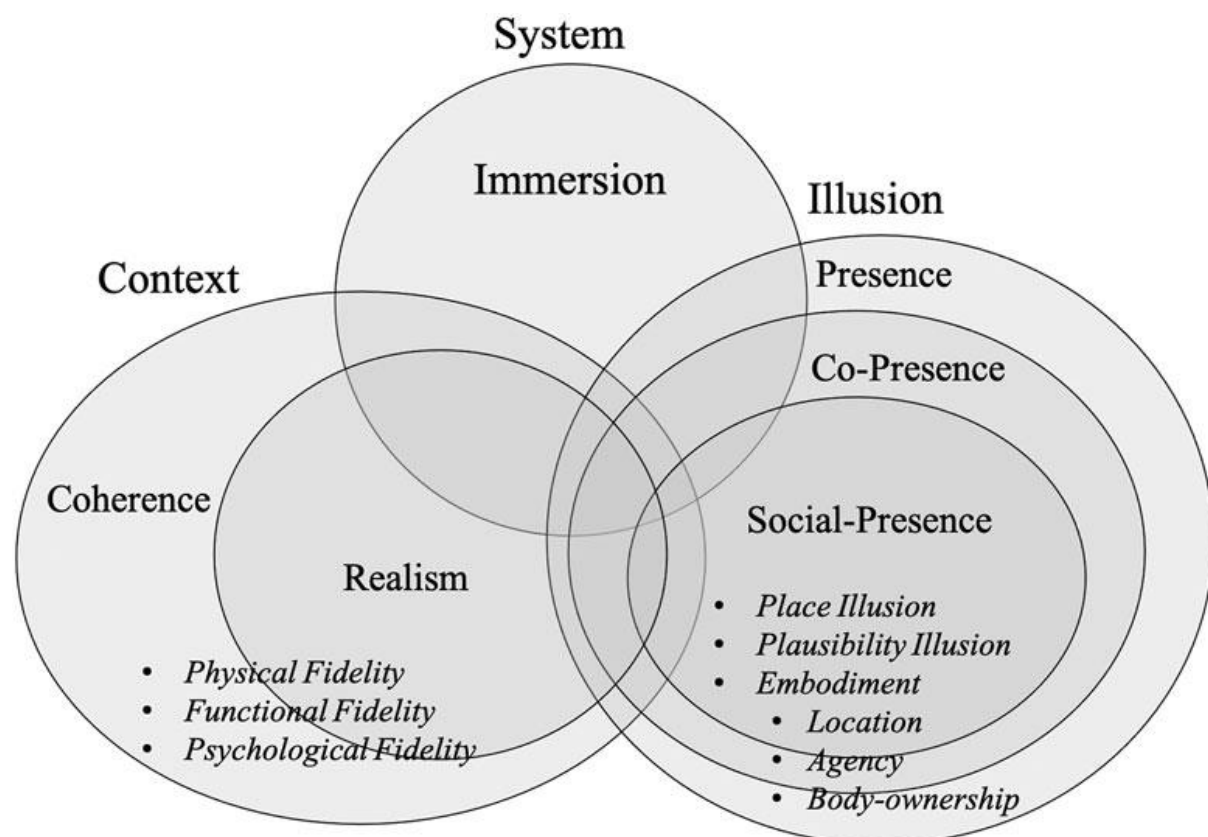 System
Immersion
Illusion
Presence
Context
Co-Presence
Coherence
Social-Presence
Realism
• Place Illusion
• Plausibility Illusion
• Embodiment
• Location
• Agency
• Body-ownership
• Physical Fidelity
• Functional Fidelity
• Psychological Fidelity